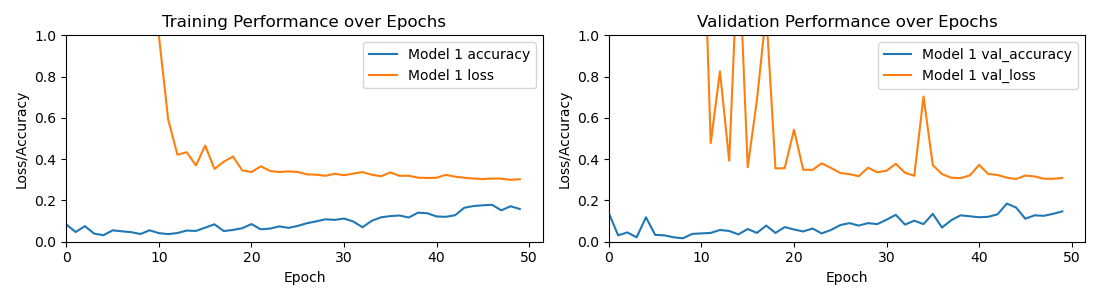 Training Performance over Epochs
Loss/Accuracy
1.0
0.8
0.6
0.4
0.2
0.0
Model 1 accuracy
Model 1 loss
0 10 20 30 40 50
Epoch
Validation Performance over Epochs
Loss/Accuracy
1.0
0.8
0.6
0.4
0.2
0.0
Model 1 val_accuracy
Model 1 val_loss
0 10 20 30 40 50
Epoch